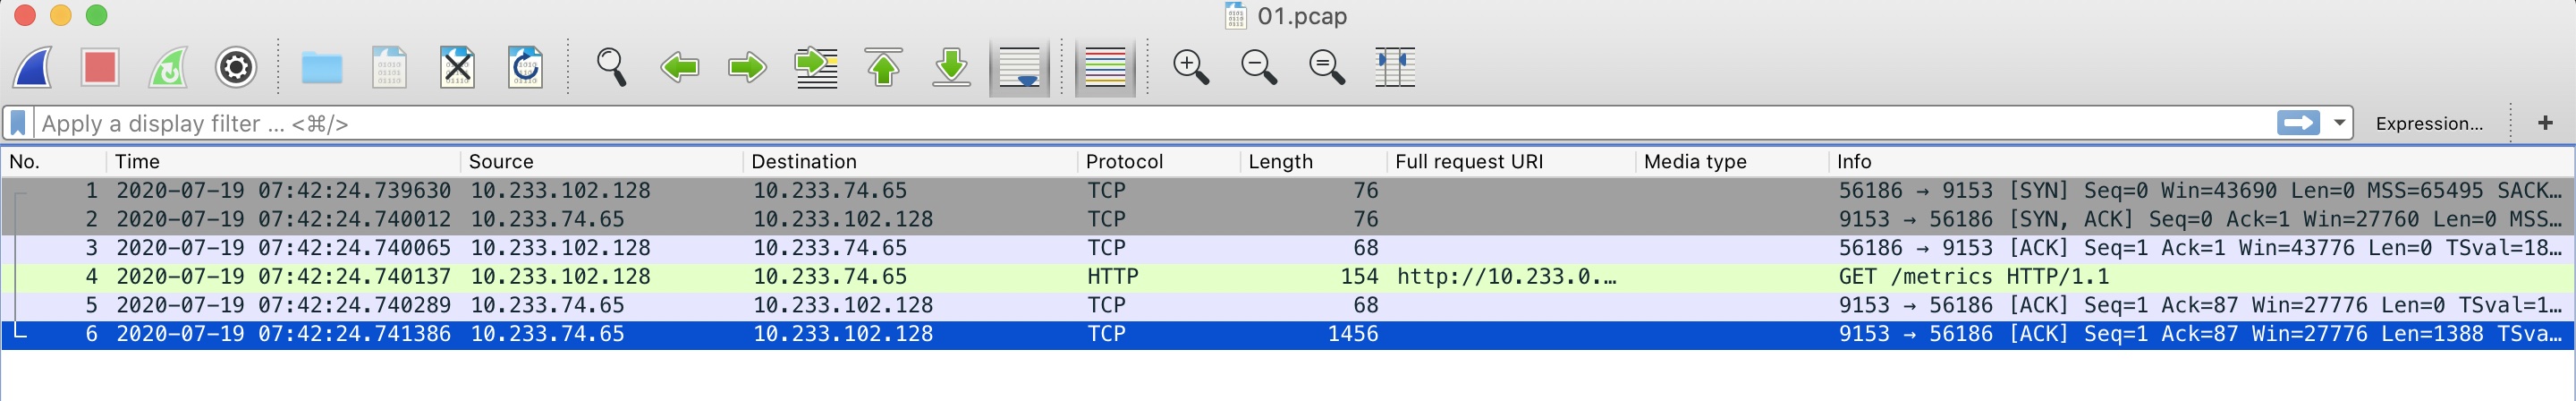 01.pcap
Apply a display filter ... <⌘/>
Expression...
+
No. Time Source Destination Protocol Length Full request URI Media type Info
1 2020-07-19 07:42:24.739630 10.233.102.128 10.233.74.65 TCP 76 56186 → 9153 [SYN] Seq=0 Win=43690 Len=0 MSS=65495 SACK…
2 2020-07-19 07:42:24.740012 10.233.74.65 10.233.102.128 TCP 76 9153 → 56186 [SYN, ACK] Seq=0 Ack=1 Win=27760 Len=0 MSS…
3 2020-07-19 07:42:24.740065 10.233.102.128 10.233.74.65 TCP 68 56186 → 9153 [ACK] Seq=1 Ack=1 Win=43776 Len=0 TSval=18…
4 2020-07-19 07:42:24.740137 10.233.102.128 10.233.74.65 HTTP 154 http://10.233.0.… GET /metrics HTTP/1.1
5 2020-07-19 07:42:24.740289 10.233.74.65 10.233.102.128 TCP 68 9153 → 56186 [ACK] Seq=1 Ack=87 Win=27776 Len=0 TSval=1…
6 2020-07-19 07:42:24.741386 10.233.74.65 10.233.102.128 TCP 1456 9153 → 56186 [ACK] Seq=1 Ack=87 Win=27776 Len=1388 TSva…